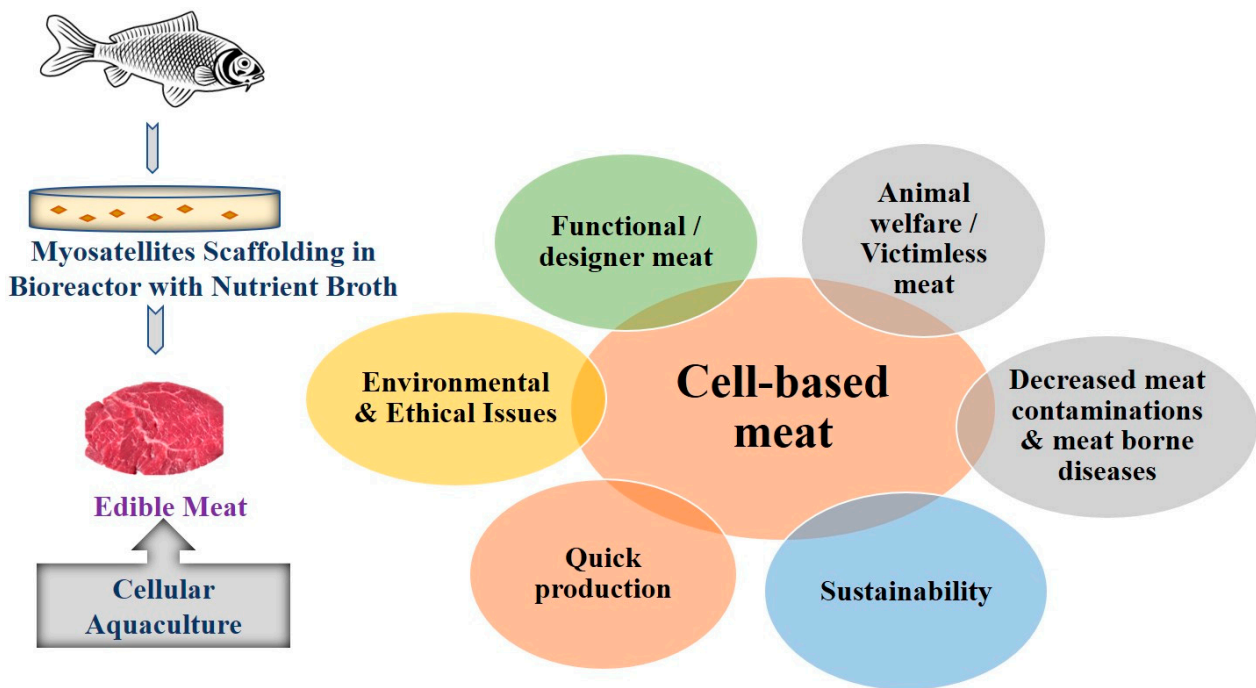 Myosatellites Scaffolding in
Bioreactor with Nutrient Broth
Edible Meat
Cellular
Aquaculture
Functional /
designer meat
Animal
welfare /
Victimless
meat
Environmental
& Ethical Issues
Cell-based
meat
Decreased meat
contaminations
& meat borne
diseases
Quick
production
Sustainability